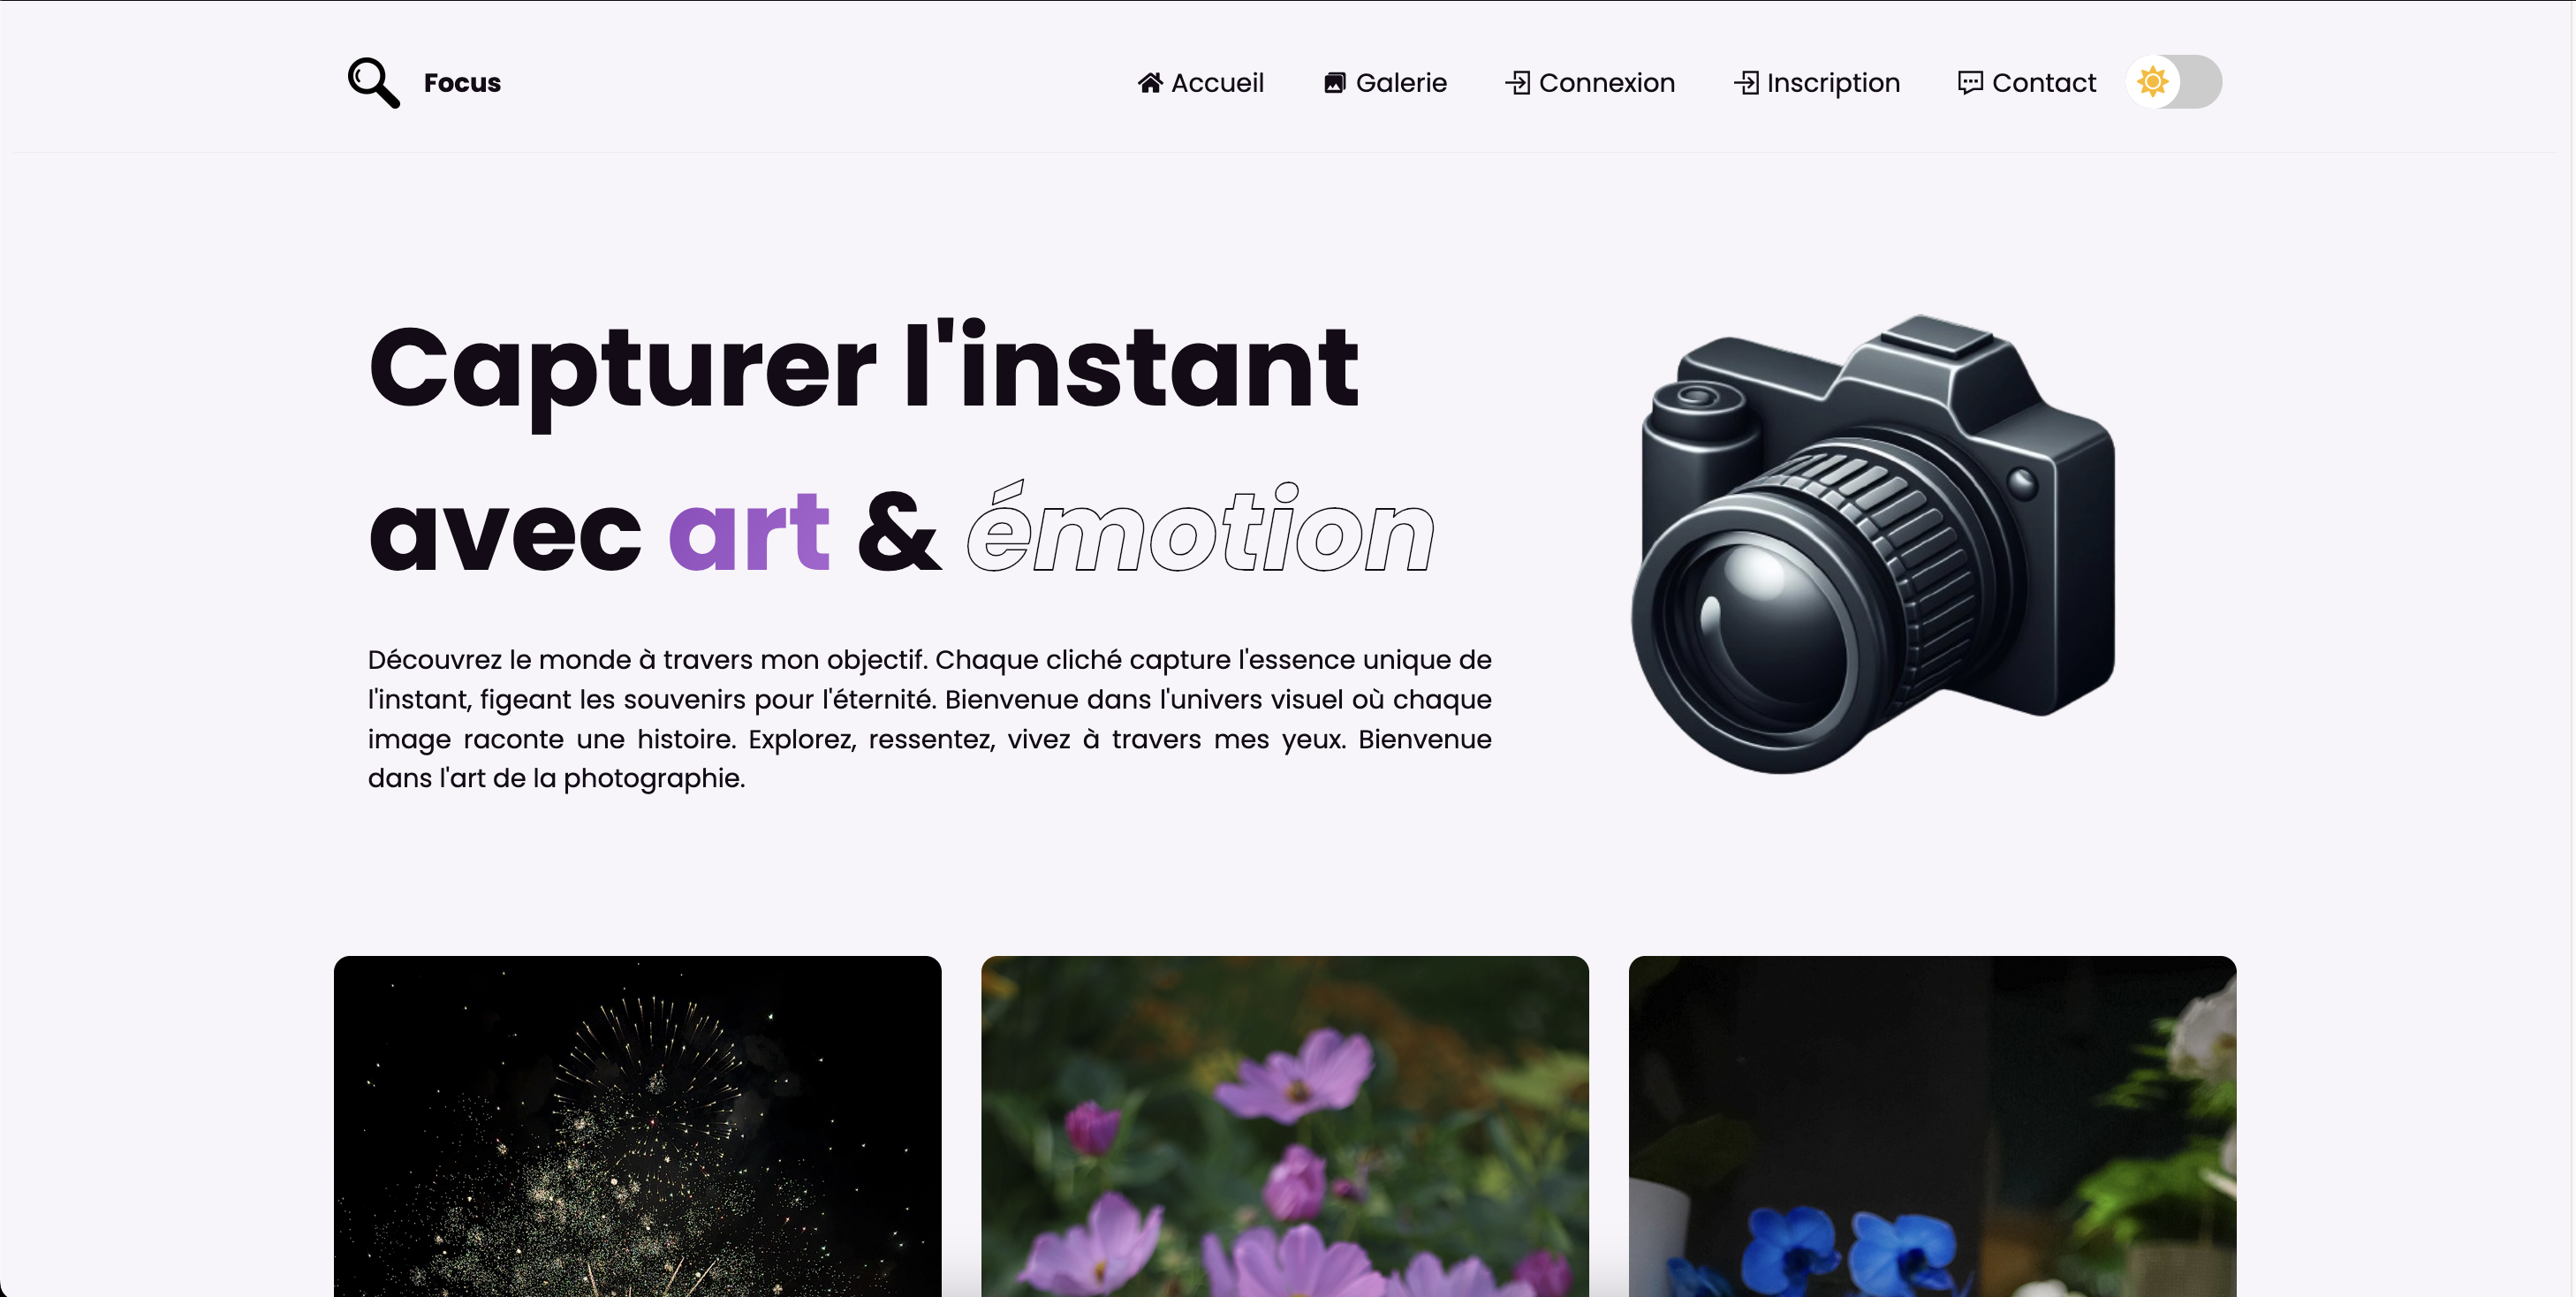 Focus
Accueil
Galerie
Connexion
Inscription
Contact
Capturer l'instant
avec art & émotion
Découvrez le monde à travers mon objectif. Chaque cliché capture l'essence unique de
l'instant, figeant les souvenirs pour l'éternité. Bienvenue dans l'univers visuel où chaque
image raconte une histoire. Explorez, ressentez, vivez à travers mes yeux. Bienvenue
dans l'art de la photographie.